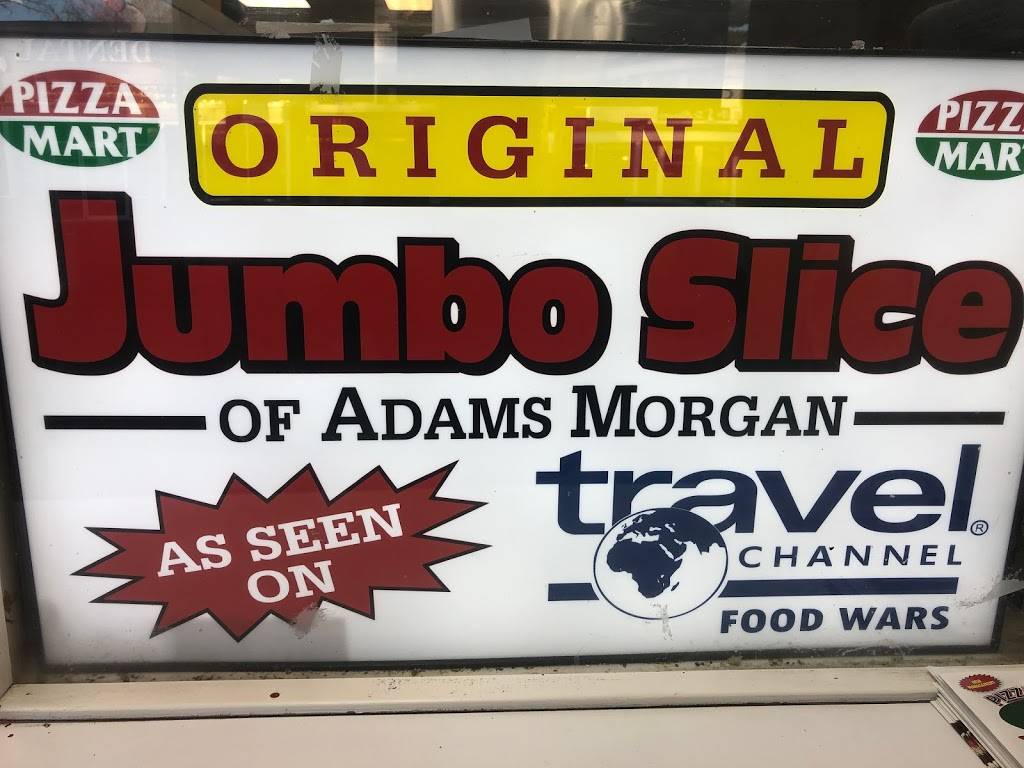 PIZZA
MART
ORIGINAL
PIZZ
MAR
Jumbo Slice
OF ADAMS MORGAN
AS SEEN
ON
travel®
CHANNEL
FOOD WARS